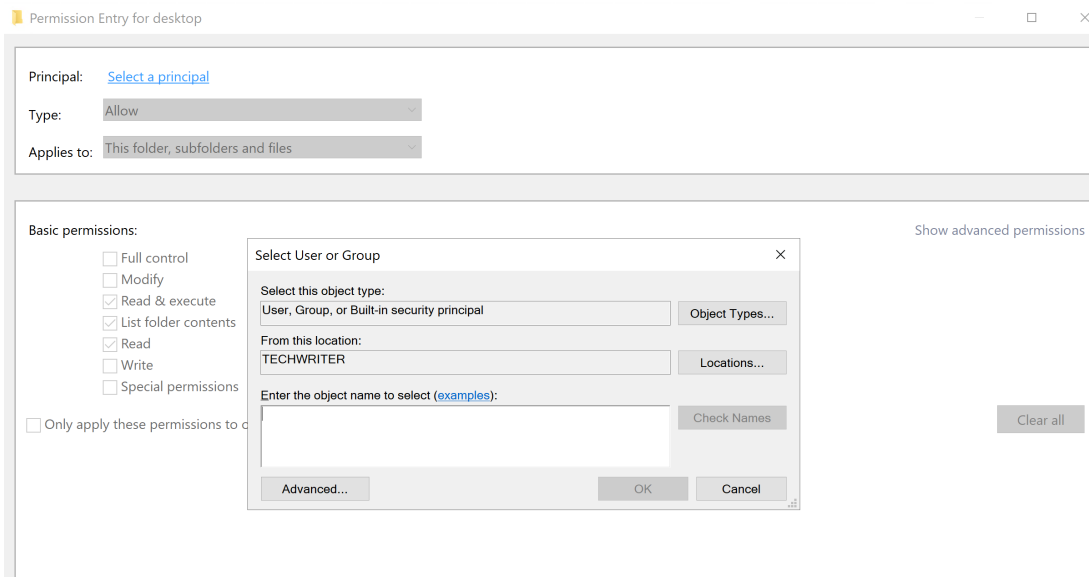 Permission Entry for desktop
Principal: Select a principal
Type: Allow
Applies to: This folder, subfolders and files
Basic permissions: Show advanced permissions
Full control
Modify
Read & execute
List folder contents
Read
Write
Special permissions
Only apply these permissions to
Clear all
Select User or Group
Select this object type:
User, Group, or Built-in security principal Object Types...
From this location:
TECHWRITER Locations...
Enter the object name to select (examples):
Check Names
Advanced... OK Cancel